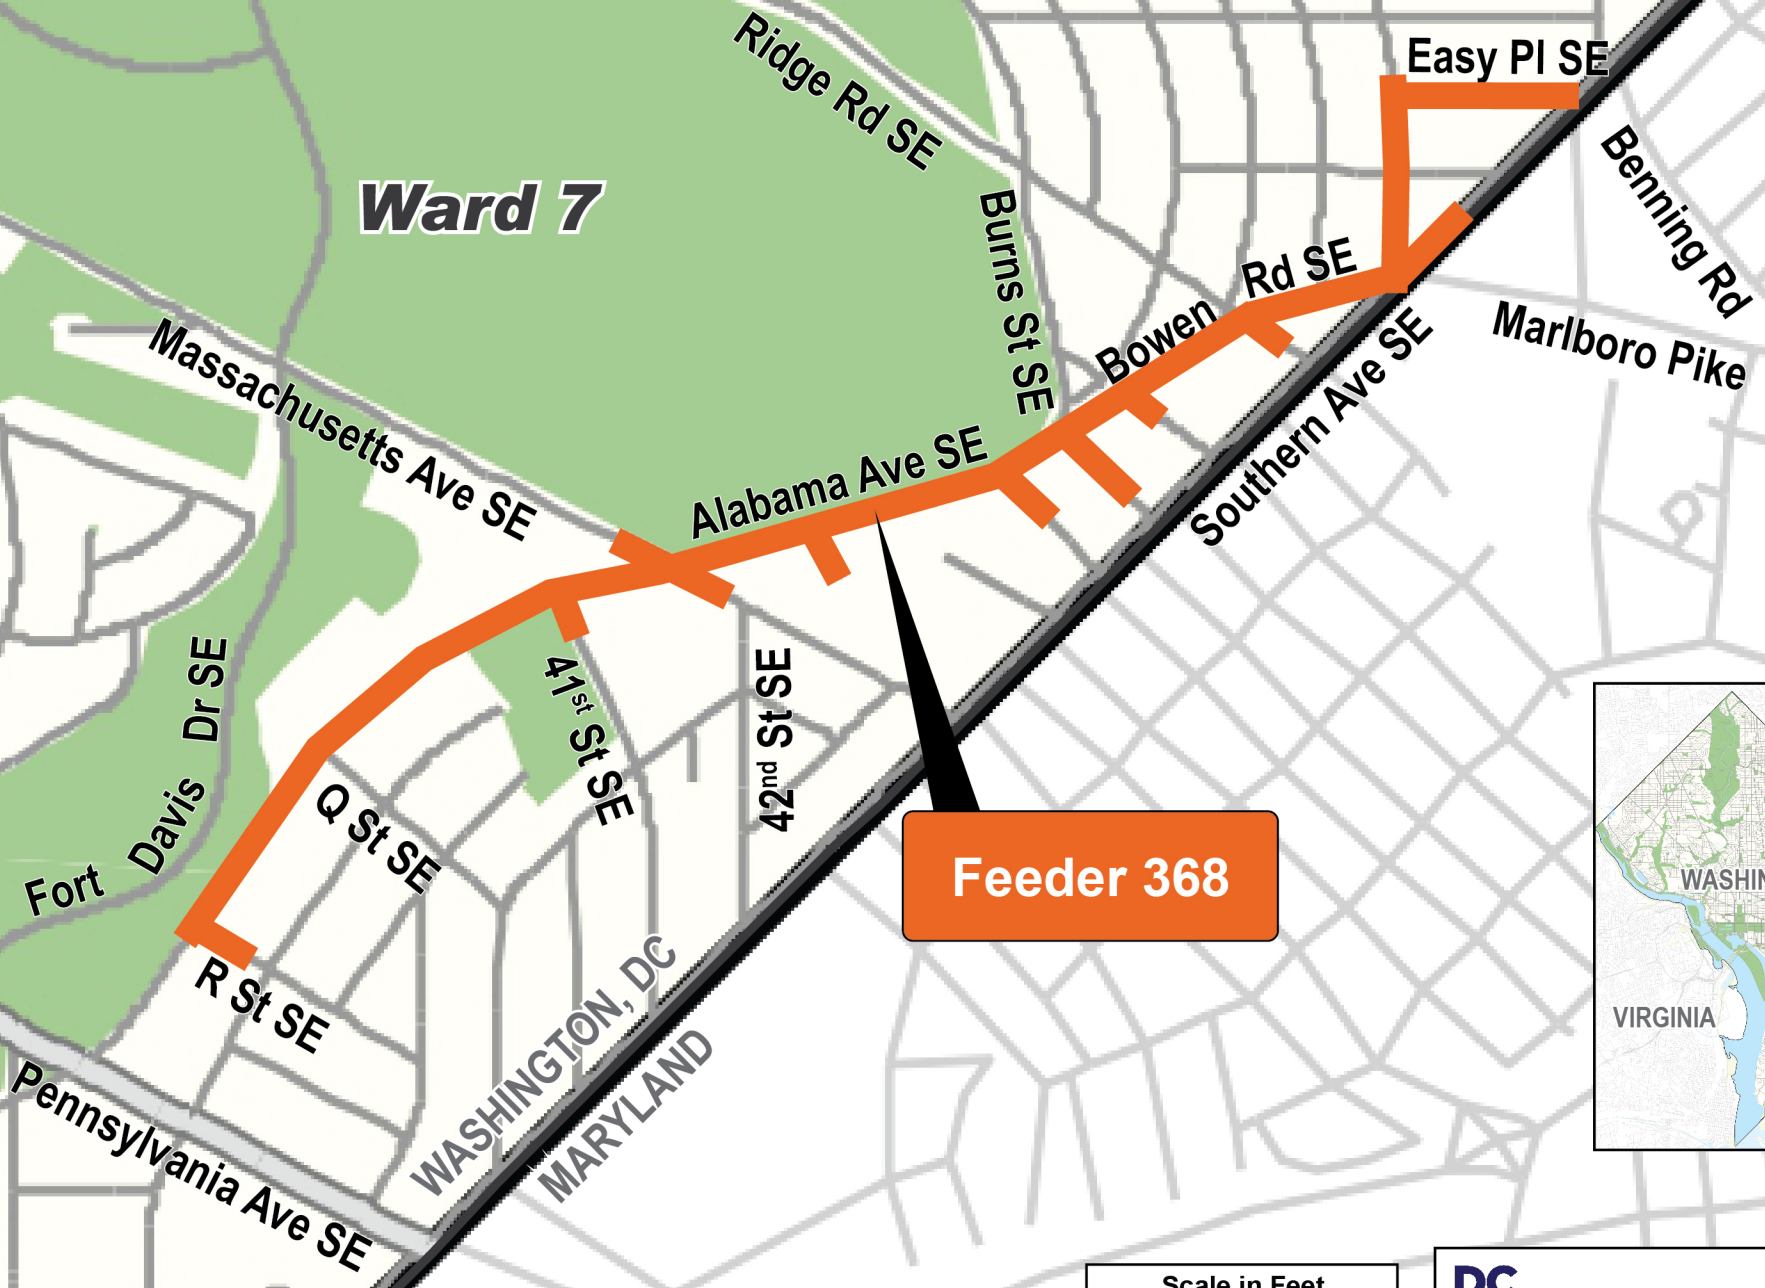 Easy Pl SE
Ridge Rd SE
Ward 7
Benning Rd
Burns St SE
Bowen Rd SE
Marlboro Pike
Massachusetts Ave SE
Southern Ave SE
Alabama Ave SE
41st St SE
42nd St SE
Fort Davis Dr SE
Q St SE
Feeder 368
R St SE
WASHINGTON, DC
MARYLAND
Pennsylvania Ave SE
WASHIN
VIRGINIA
Scale in Feet
DC